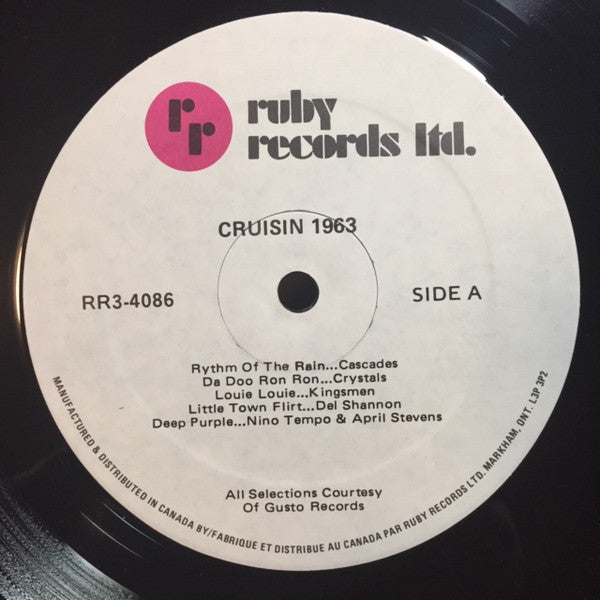 rr
ruby
records ltd.
CRUISIN 1963
RR3-4086
SIDE A
Rythm Of The Rain...Cascades
Da Doo Ron Ron...Crystals
Louie Louie...Kingsmen
Little Town Flirt...Del Shannon
Deep Purple...Nino Tempo & April Stevens
All Selections Courtesy
Of Gusto Records
MANUFACTURED & DISTRIBUTED IN CANADA BY/FABRIQUE ET DISTRIBUE AU CANADA PAR RUBY RECORDS LTD. MARKHAM, ONT. L3P 3P2